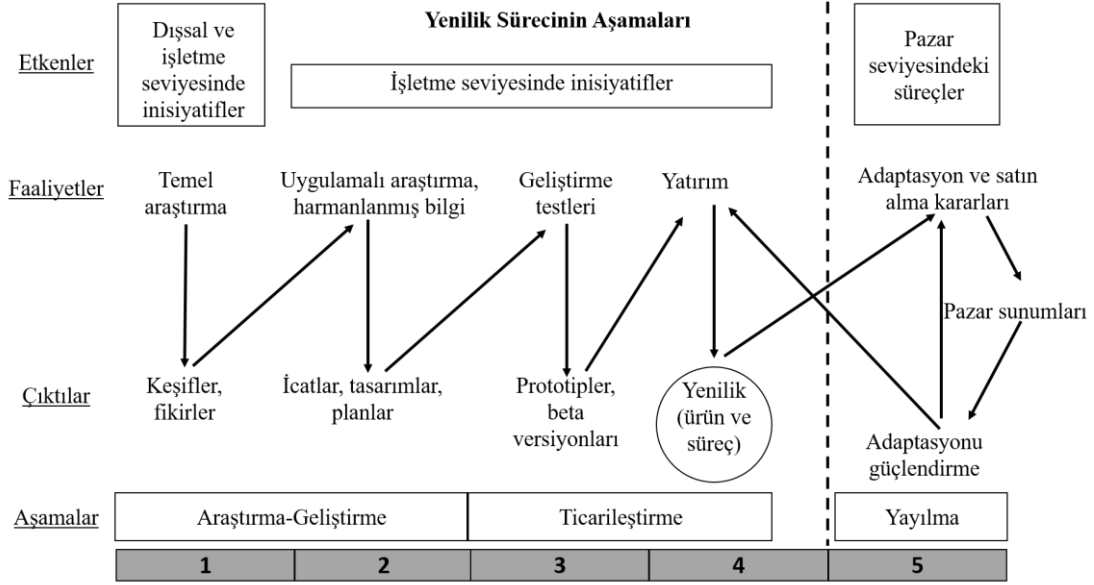 Yenilik Sürecinin Aşamaları
Etkenler
Dışsal ve
işletme
seviyesinde
inisiyatifler
İşletme seviyesinde inisiyatifler
Pazar
seviyesindeki
süreçler
Faaliyetler
Temel
araştırma
Uygulamalı araştırma,
harmanlanmış bilgi
Geliştirme
testleri
Yatırım
Adaptasyon ve satın
alma kararları
Pazar sunumları
Çıktılar
Keşifler,
fikirler
İcatlar, tasarımlar,
planlar
Prototipler,
beta
versiyonları
Yenilik
(ürün ve
süreç)
Adaptasyonu
güçlendirme
Aşamalar
Araştırma-Geliştirme
Ticarileştirme
Yayılma
1
2
3
4
5